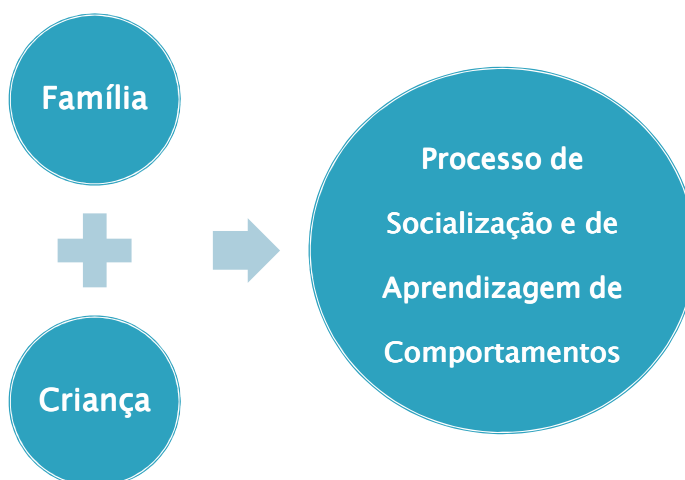 Família
Criança
Processo de
Socialização e de
Aprendizagem de
Comportamentos